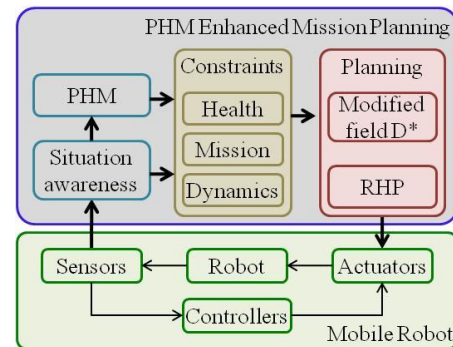 PHM Enhanced Mission Planning
Constraints
Planning
PHM
Health
Modified
field D*
Situation
awareness
Mission
Dynamics
RHP
Sensors
Robot
Actuators
Controllers
Mobile Robot